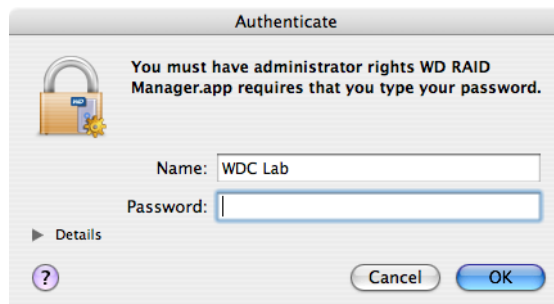 Authenticate
You must have administrator rights WD RAID
Manager.app requires that you type your password.
WD
Name: WDC Lab
Password:
Details
?
Cancel OK